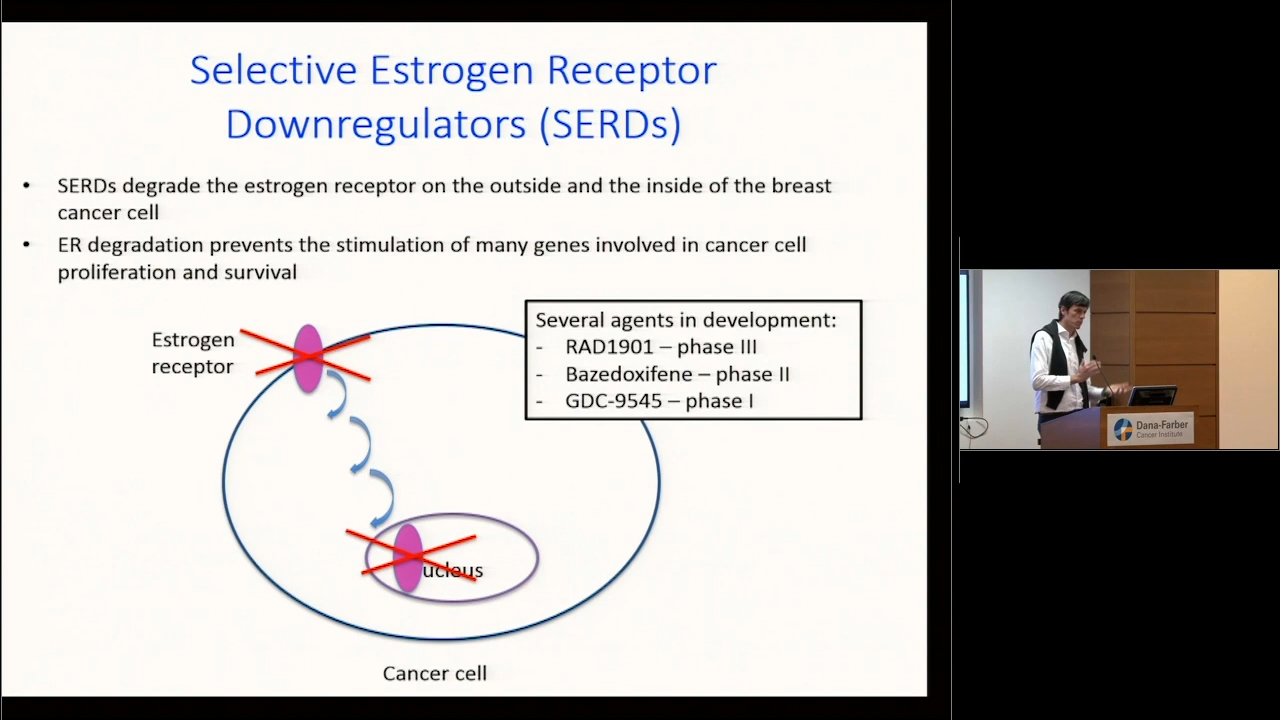 Selective Estrogen Receptor
Downregulators (SERDs)
• SERDs degrade the estrogen receptor on the outside and the inside of the breast
cancer cell
• ER degradation prevents the stimulation of many genes involved in cancer cell
proliferation and survival
Estrogen
receptor
Several agents in development:
- RAD1901 – phase III
- Bazedoxifene – phase II
- GDC-9545 – phase I
ucleus
Cancer cell
Dana-Farber
Cancer Institute